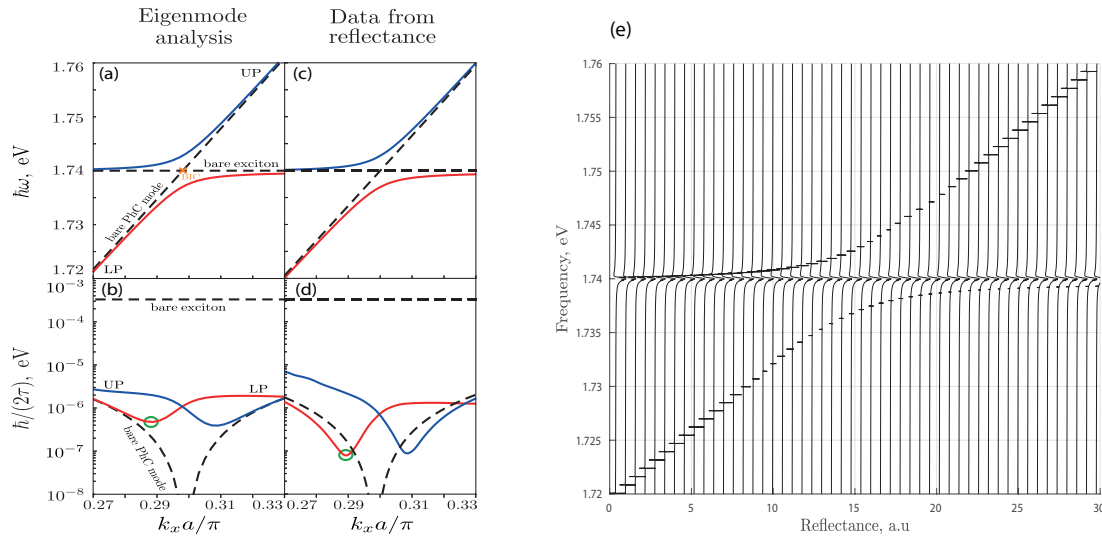 Eigenmode
analysis
Data from
reflectance
(a)
(c)
UP
bare exciton
BIC
bare PhC mode
LP
ħω, eV
1.76
1.75
1.74
1.73
1.72
(b)
(d)
bare exciton
UP
LP
bare PhC mode
ħ/(2τ), eV
10⁻³
10⁻⁴
10⁻⁵
10⁻⁶
10⁻⁷
10⁻⁸
0.27 0.29 0.31 0.33 0.27 0.29 0.31 0.33
kₓa/π kₓa/π
(e)
Frequency, eV
1.76
1.755
1.75
1.745
1.74
1.735
1.73
1.725
1.72
0 5 10 15 20 25 30
Reflectance, a.u